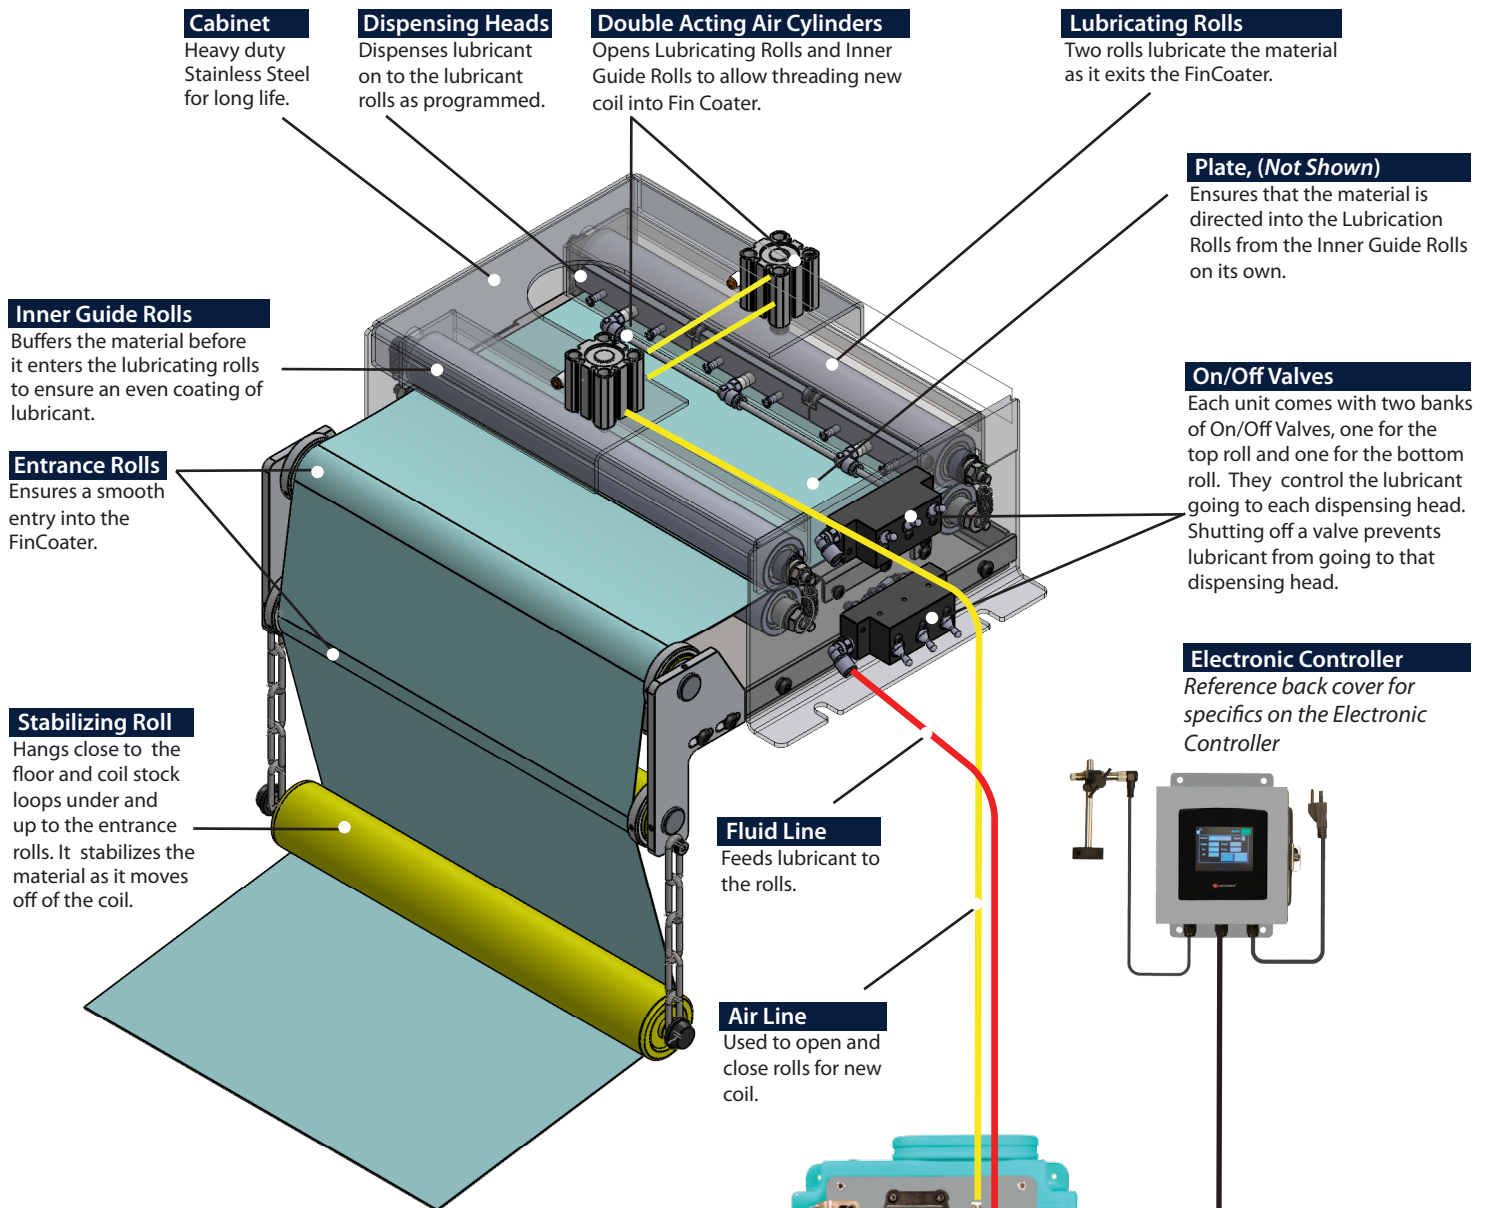 Cabinet
Heavy duty
Stainless Steel
for long life.
Dispensing Heads
Dispenses lubricant
on to the lubricant
rolls as programmed.
Double Acting Air Cylinders
Opens Lubricating Rolls and Inner
Guide Rolls to allow threading new
coil into Fin Coater.
Lubricating Rolls
Two rolls lubricate the material
as it exits the FinCoater.
Plate, (Not Shown)
Ensures that the material is
directed into the Lubrication
Rolls from the Inner Guide Rolls
on its own.
Inner Guide Rolls
Buffers the material before
it enters the lubricating rolls
to ensure an even coating of
lubricant.
On/Off Valves
Each unit comes with two banks
of On/Off Valves, one for the
top roll and one for the bottom
roll.  They  control the lubricant
going to each dispensing head.
Shutting off a valve prevents
lubricant from going to that
dispensing head.
Entrance Rolls
Ensures a smooth
entry into the
FinCoater.
Electronic Controller
Reference back cover for
specifics on the Electronic
Controller
Stabilizing Roll
Hangs close to  the
floor and coil stock
loops under and
up to the entrance
rolls. It  stabilizes the
material as it moves
off of the coil.
Fluid Line
Feeds lubricant to
the rolls.
Air Line
Used to open and
close rolls for new
coil.